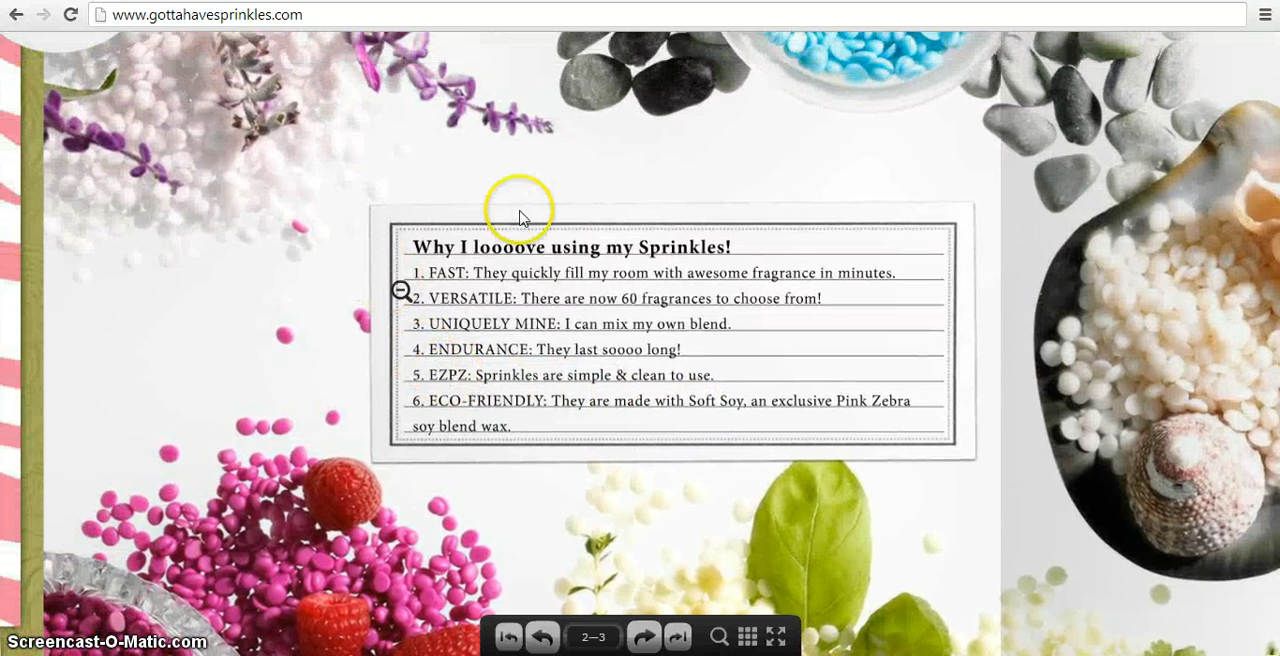 www.gottahavesprinkles.com
Why I loooove using my Sprinkles!
1. FAST: They quickly fill my room with awesome fragrance in minutes.
2. VERSATILE: There are now 60 fragrances to choose from!
3. UNIQUELY MINE: I can mix my own blend.
4. ENDURANCE: They last soooo long!
5. EZPZ: Sprinkles are simple & clean to use.
6. ECO-FRIENDLY: They are made with Soft Soy, an exclusive Pink Zebra
soy blend wax.
2—3
Screencast-O-Matic.com